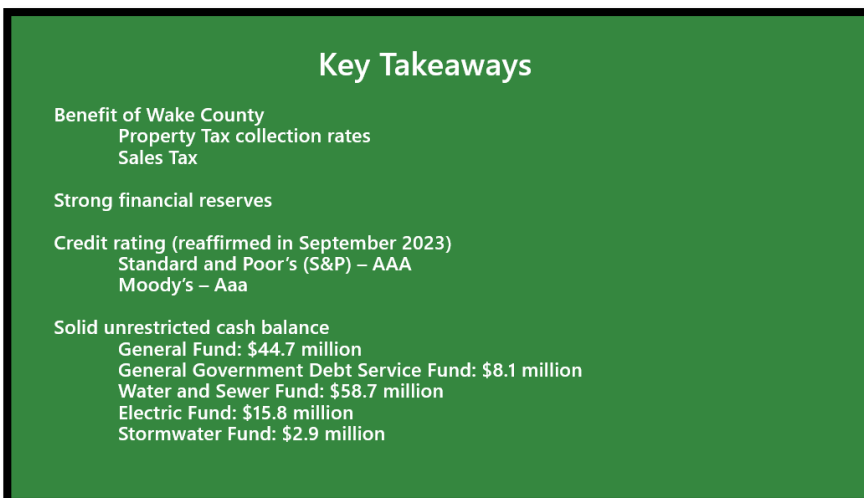 Key Takeaways
Benefit of Wake County
Property Tax collection rates
Sales Tax
Strong financial reserves
Credit rating (reaffirmed in September 2023)
Standard and Poor's (S&P) – AAA
Moody's – Aaa
Solid unrestricted cash balance
General Fund: $44.7 million
General Government Debt Service Fund: $8.1 million
Water and Sewer Fund: $58.7 million
Electric Fund: $15.8 million
Stormwater Fund: $2.9 million